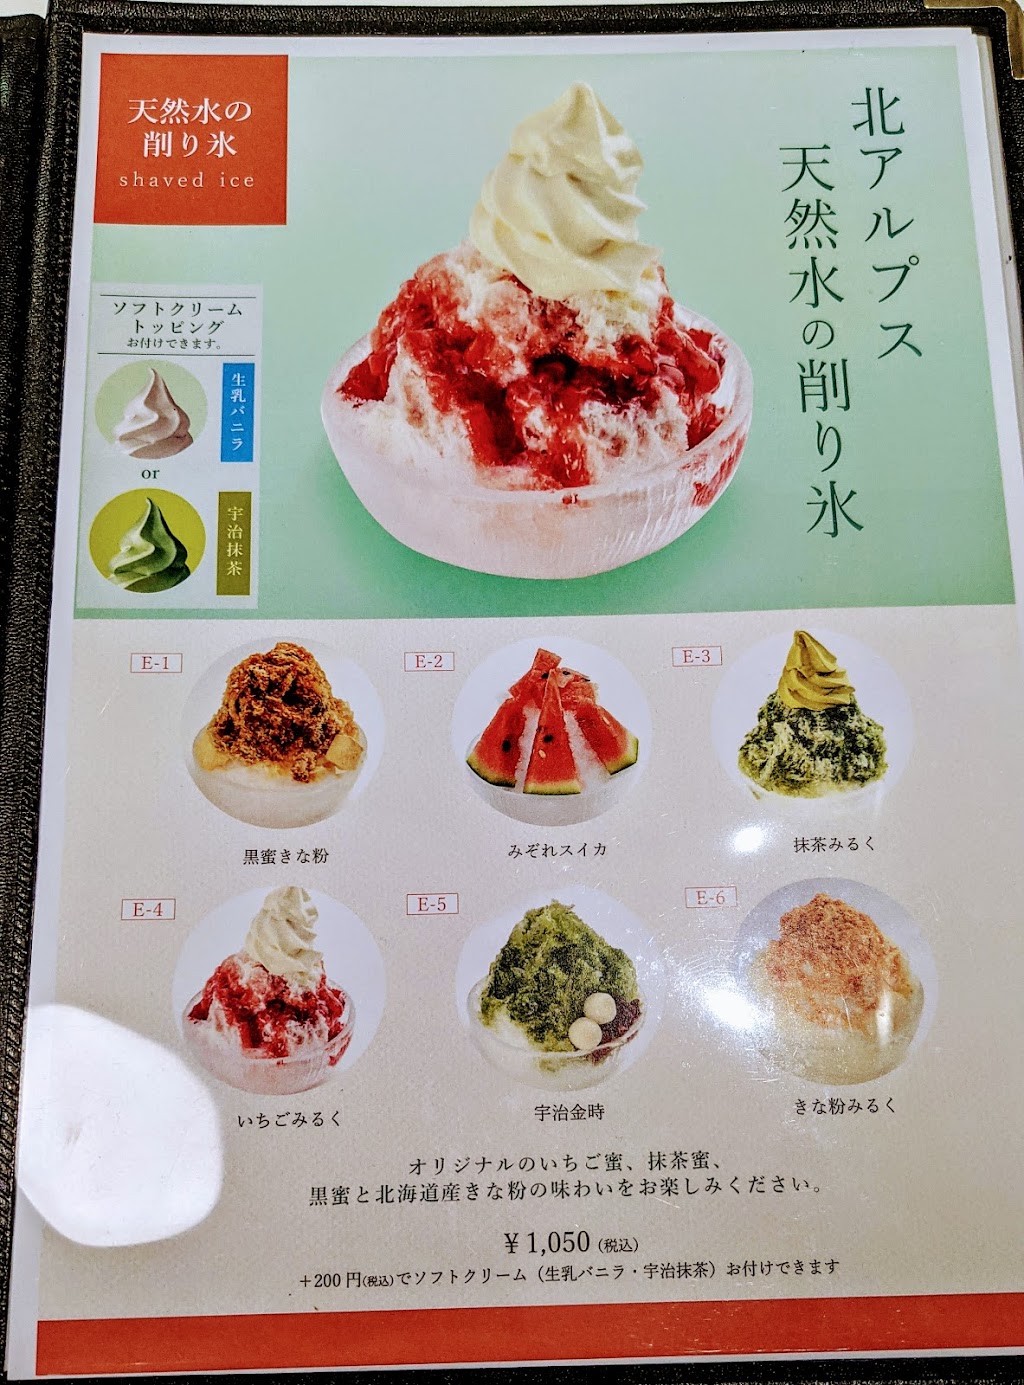 天然水の
削り氷
shaved ice
北アルプス
天然水の削り氷
ソフトクリーム
トッピング
お付けできます。
生乳バニラ
or
宇治抹茶
E-1
黒蜜きな粉
E-2
みぞれスイカ
E-3
抹茶みるく
E-4
いちごみるく
E-5
宇治金時
E-6
きな粉みるく
オリジナルのいちご蜜、抹茶蜜、
黒蜜と北海道産きな粉の味わいをお楽しみください。
¥1,050 (税込)
+200円(税込)でソフトクリーム（生乳バニラ・宇治抹茶）お付けできます